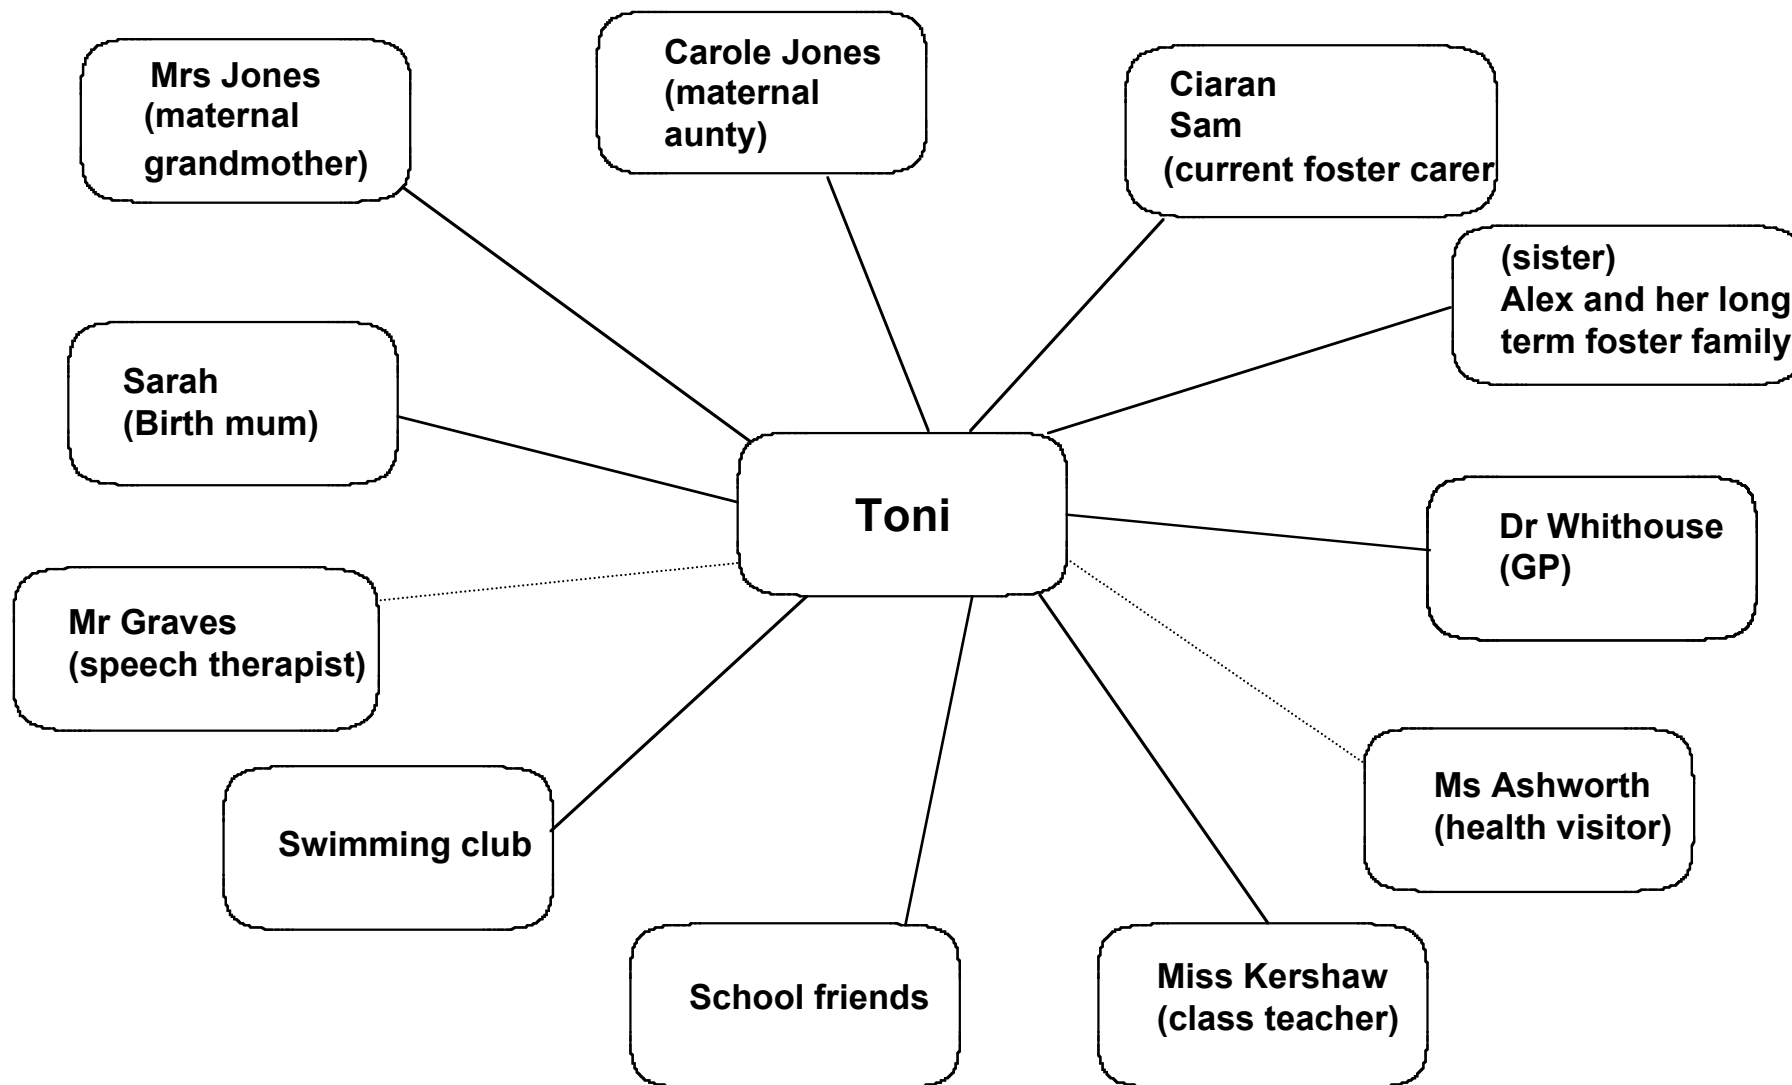 Mrs Jones
(maternal
grandmother)
Carole Jones
(maternal
aunty)
Ciaran
Sam
(current foster carer
(sister)
Alex and her long
term foster family
Sarah
(Birth mum)
Toni
Dr Whithouse
(GP)
Mr Graves
(speech therapist)
Ms Ashworth
(health visitor)
Swimming club
School friends
Miss Kershaw
(class teacher)